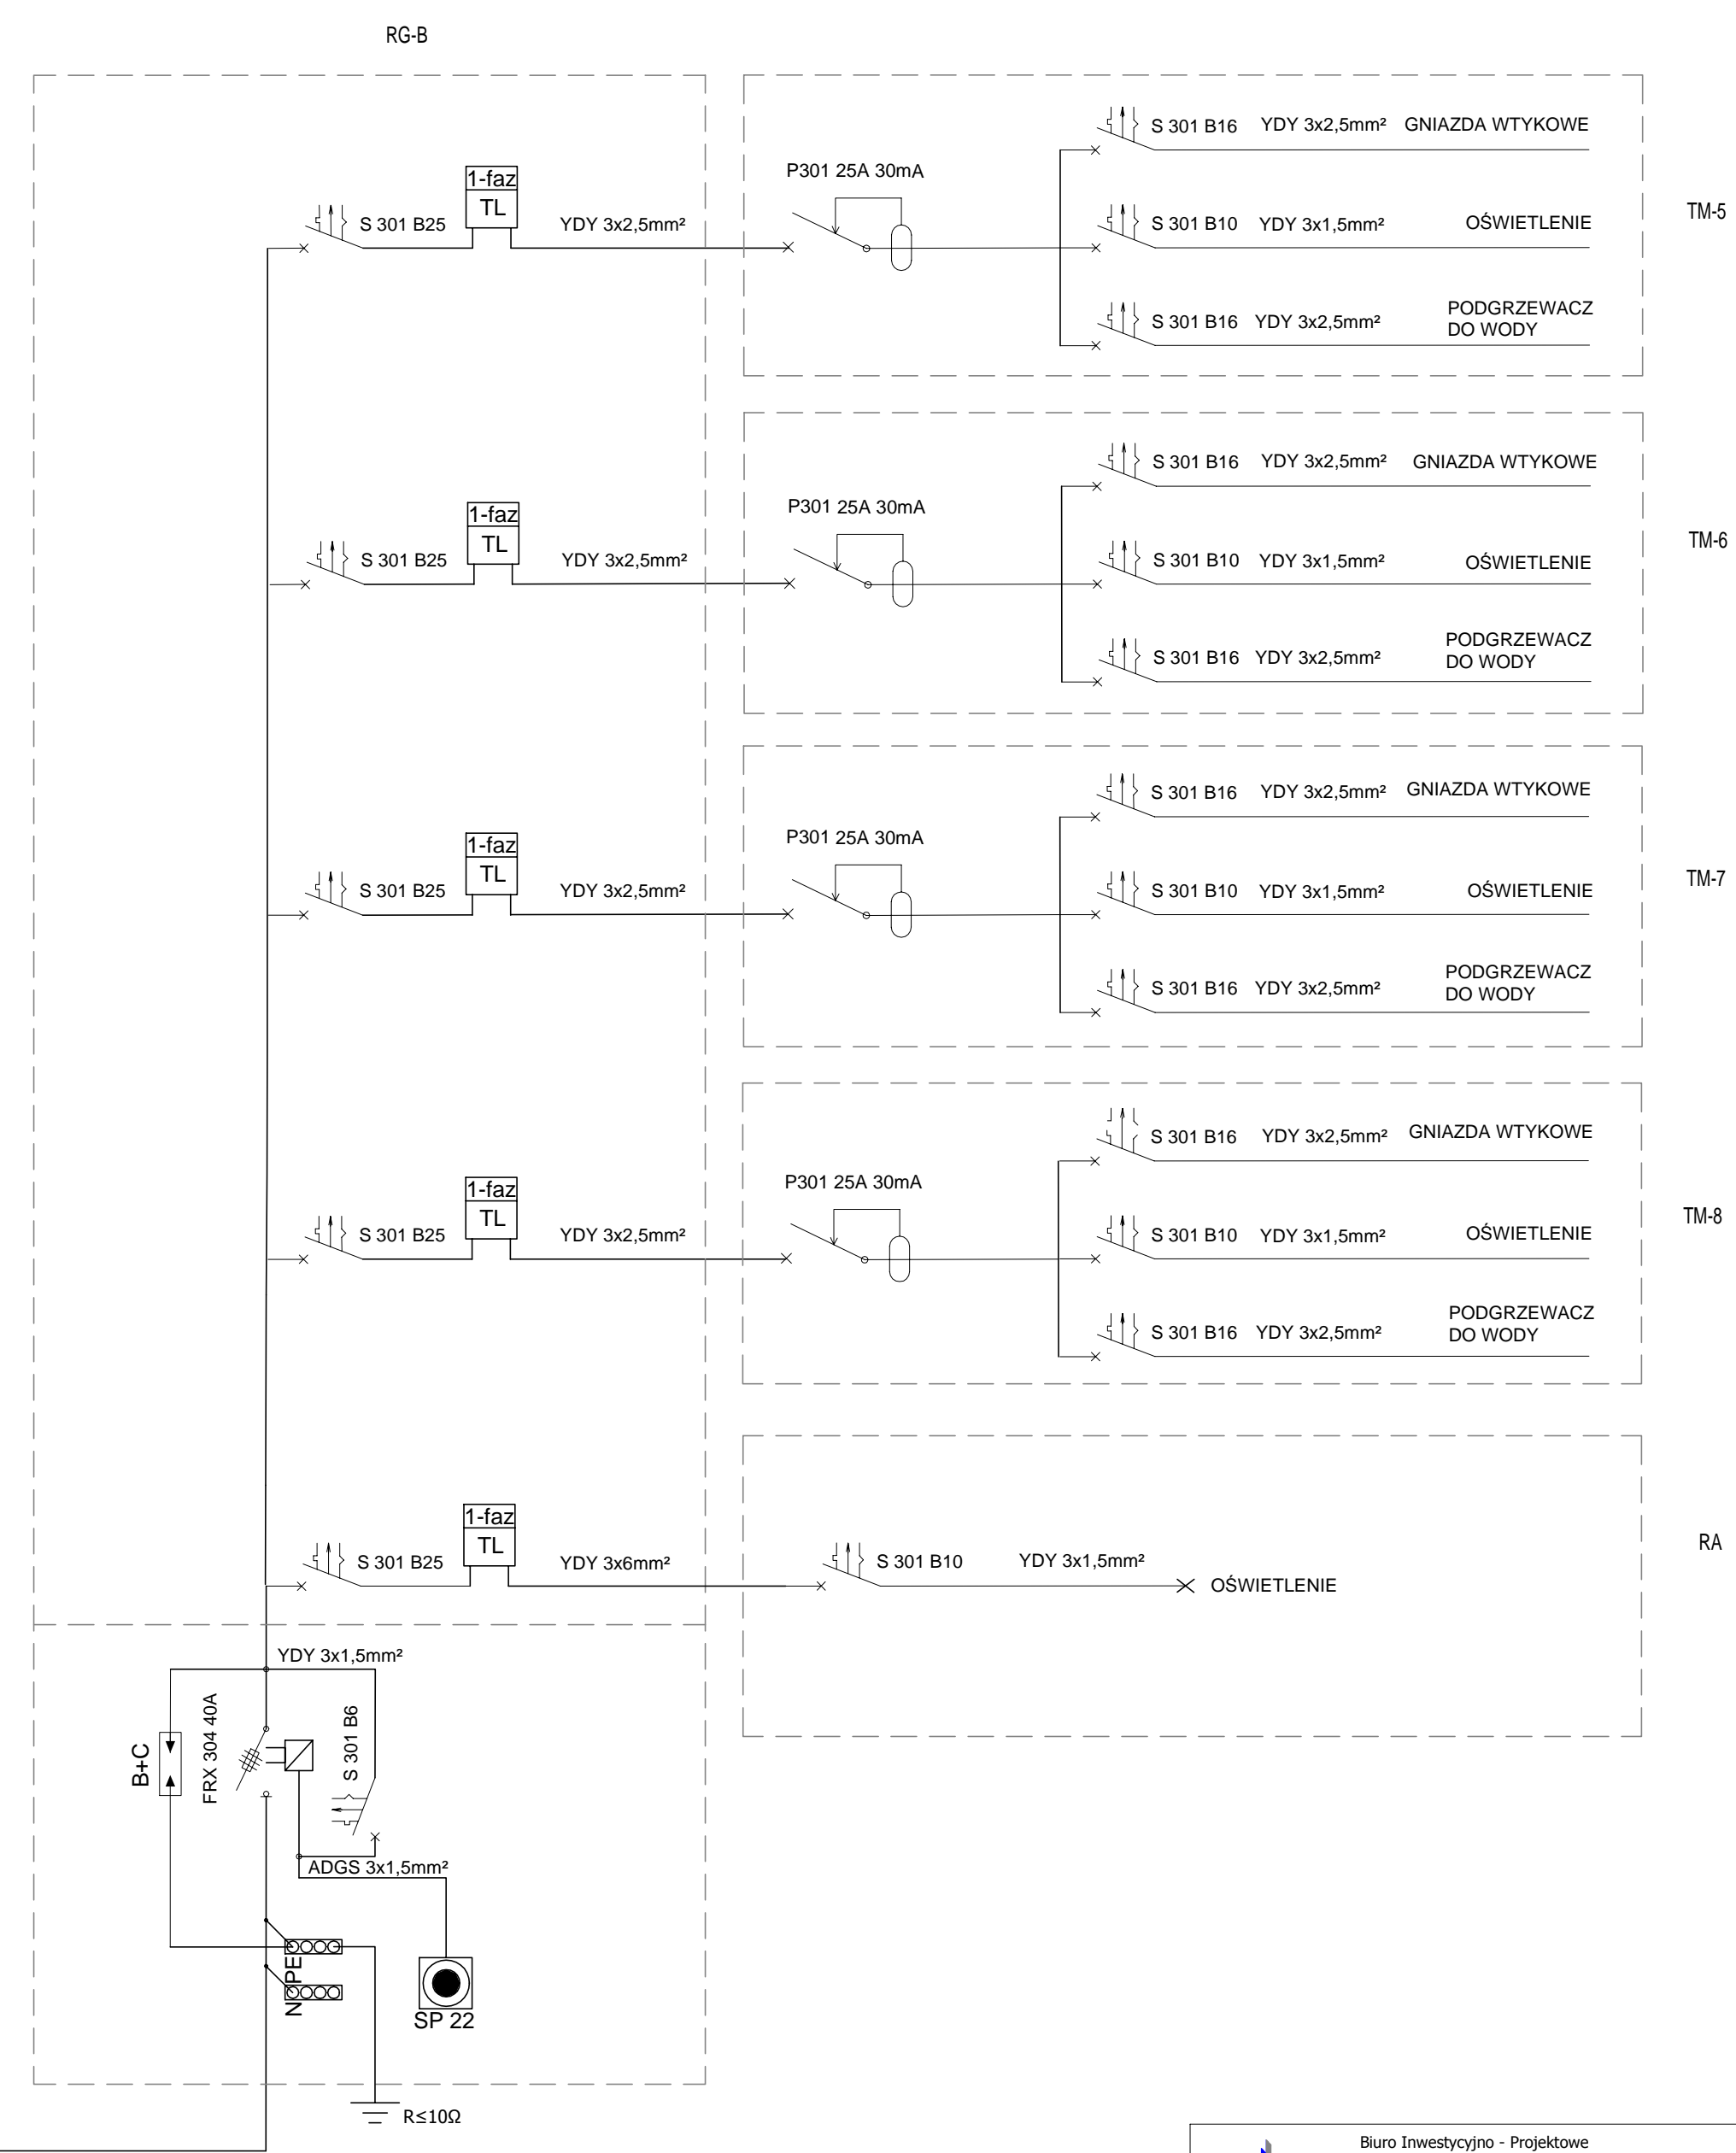 RG-B
S 301 B16 YDY 3x2,5mm² GNIAZDA WTYKOWE
P301 25A 30mA
1-faz
TL
S 301 B25
YDY 3x2,5mm²
S 301 B10 YDY 3x1,5mm² OŚWIETLENIE
TM-5
S 301 B16 YDY 3x2,5mm²
PODGRZEWACZ
DO WODY
S 301 B16 YDY 3x2,5mm² GNIAZDA WTYKOWE
P301 25A 30mA
1-faz
TL
S 301 B25
YDY 3x2,5mm²
S 301 B10 YDY 3x1,5mm² OŚWIETLENIE
TM-6
S 301 B16 YDY 3x2,5mm²
PODGRZEWACZ
DO WODY
S 301 B16 YDY 3x2,5mm² GNIAZDA WTYKOWE
P301 25A 30mA
1-faz
TL
S 301 B25
YDY 3x2,5mm²
S 301 B10 YDY 3x1,5mm² OŚWIETLENIE
TM-7
S 301 B16 YDY 3x2,5mm²
PODGRZEWACZ
DO WODY
S 301 B16 YDY 3x2,5mm² GNIAZDA WTYKOWE
P301 25A 30mA
1-faz
TL
S 301 B25
YDY 3x2,5mm²
S 301 B10 YDY 3x1,5mm² OŚWIETLENIE
TM-8
S 301 B16 YDY 3x2,5mm²
PODGRZEWACZ
DO WODY
1-faz
TL
S 301 B25
YDY 3x6mm²
S 301 B10 YDY 3x1,5mm²
OŚWIETLENIE
RA
YDY 3x1,5mm²
B+C
FRX 304 40A
S 301 B6
ADGS 3x1,5mm²
PE
N
SP 22
R≤10Ω
Biuro Inwestycyjno - Projektowe